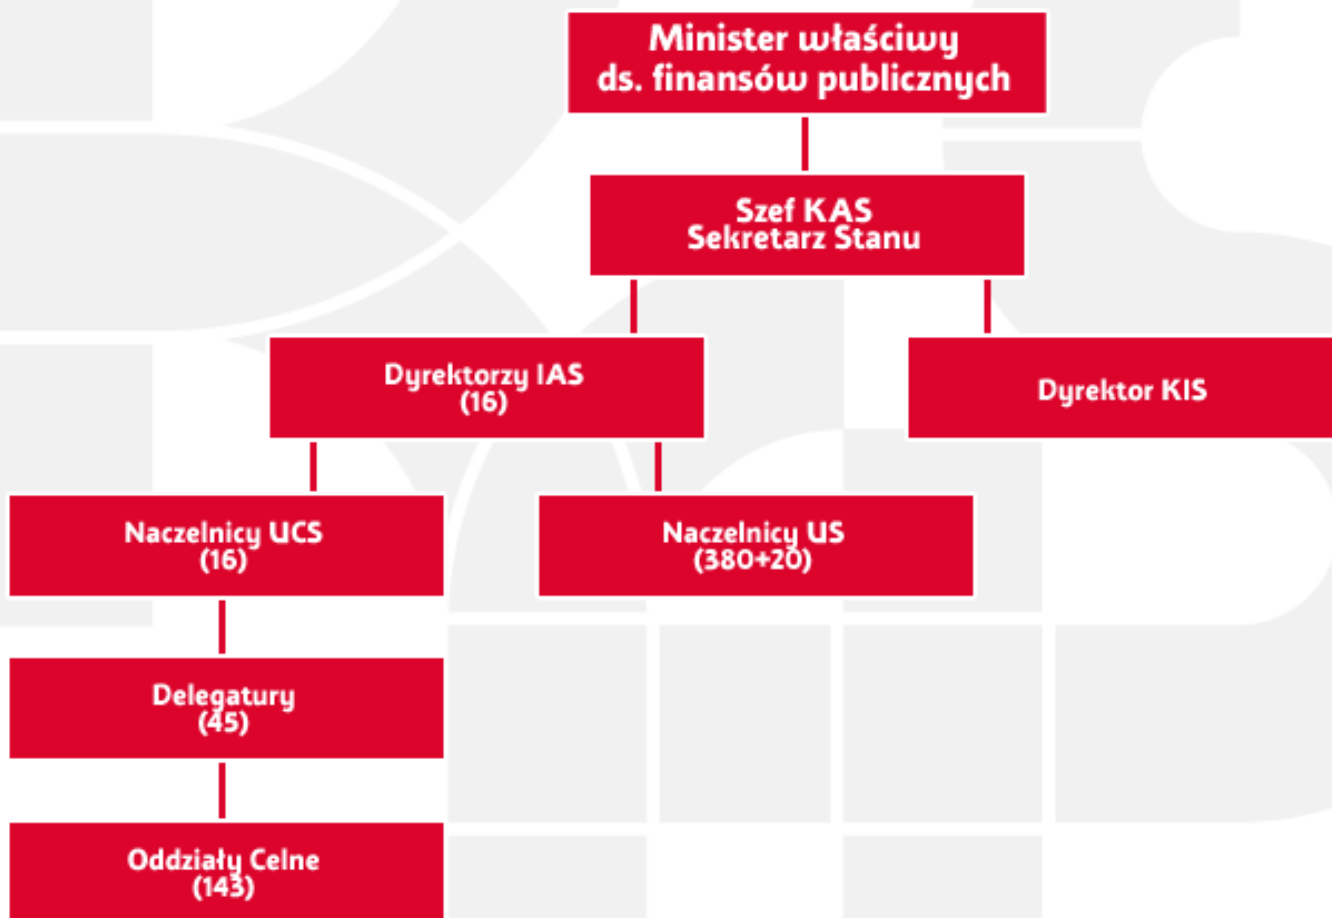 Minister właściwy
ds. finansów publicznych
Szef KAS
Sekretarz Stanu
Dyrektorzy IAS
(16)
Dyrektor KIS
Naczelnicy UCS
(16)
Naczelnicy US
(380+20)
Delegatury
(45)
Oddziały Celne
(143)